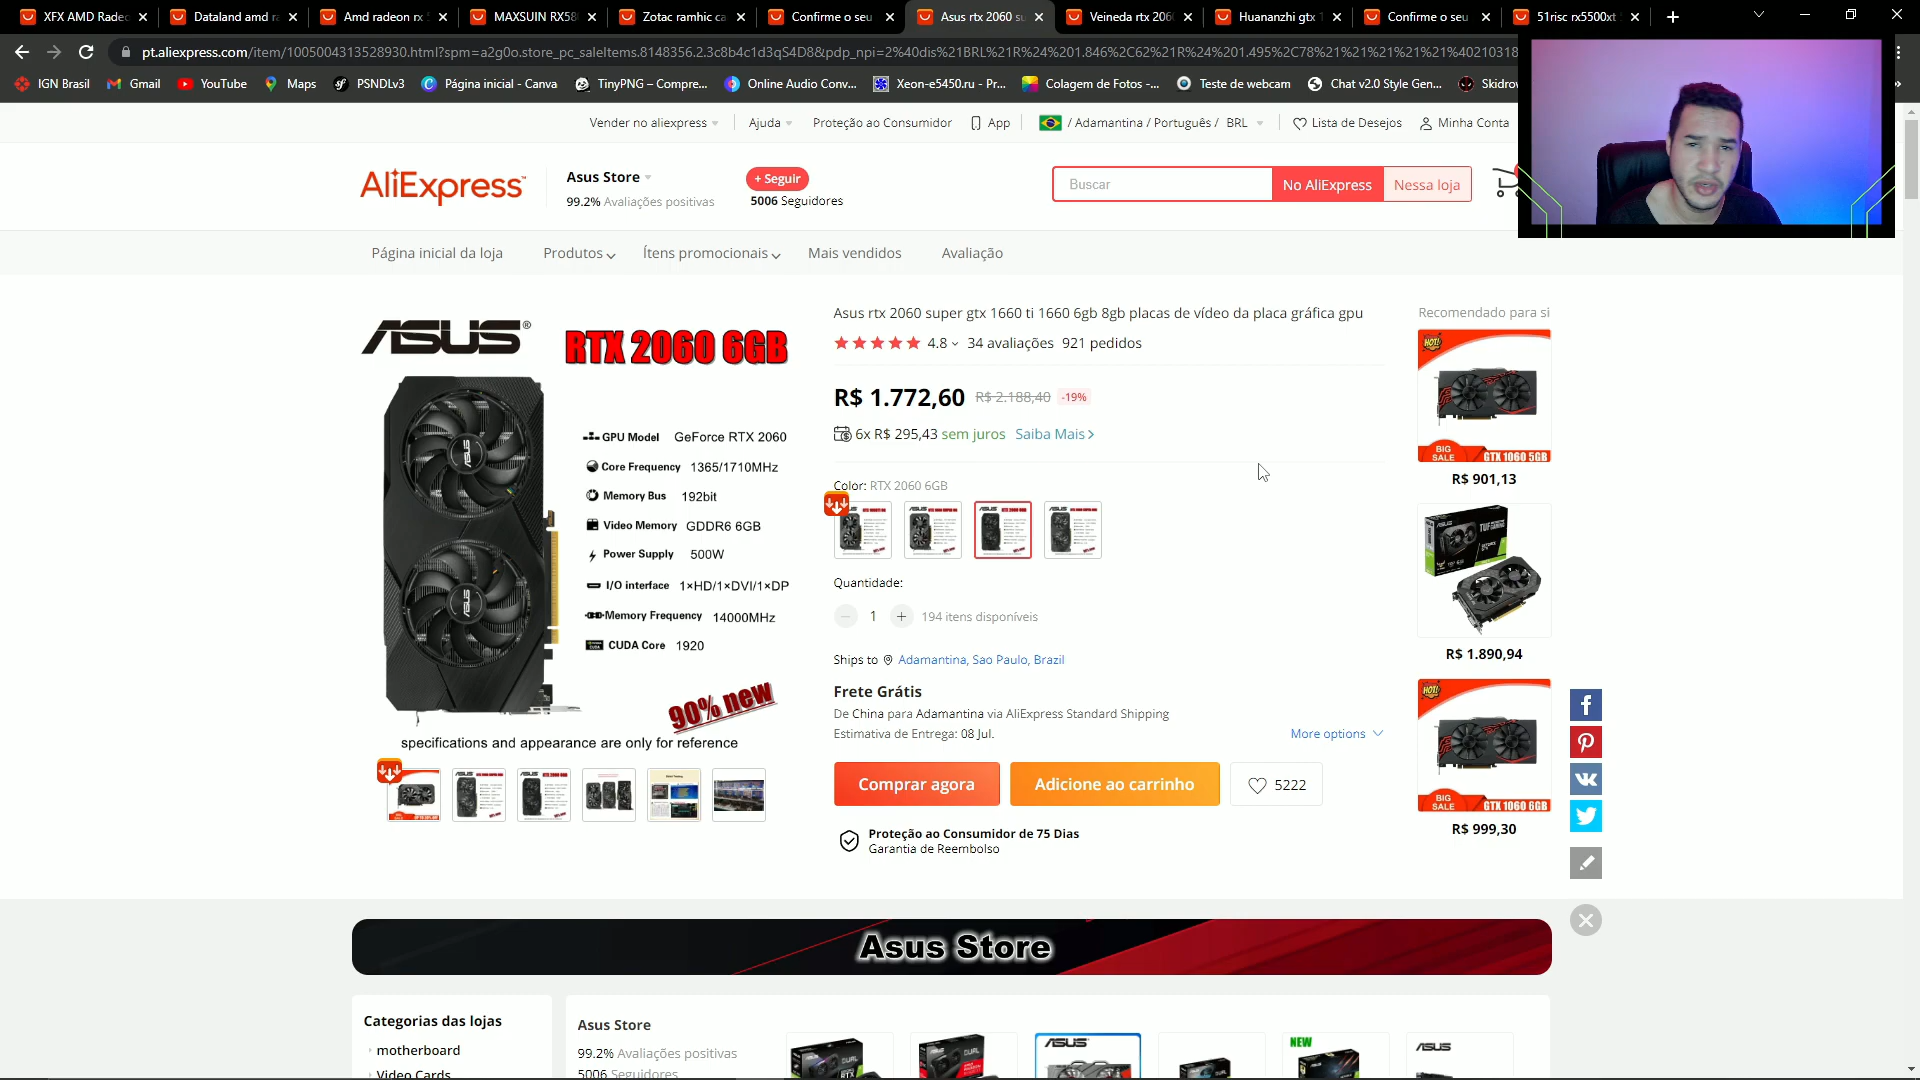 XFX AMD Radeo
Dataland amd ra
Amd radeon rx 5
MAXSUIN RX58
Zotac ramhic ca
Confirme o seu
Asus rtx 2060 su
Veineda rtx 206
Huananzhi gtx 1
Confirme o seu
51risc rx5500xt
pt.aliexpress.com/item/1005004313528930.html?spm=a2g0o.store_pc_saleItems.8148356.2.3c8b4c1d3qS4D8&pdp_npi=2%40dis%21BRL%21R%24%201.846%2C62%21R%24%201.495%2C78%21%21%21%21%21%40210318
IGN Brasil
Gmail
YouTube
Maps
PSNDLv3
Página inicial - Canva
TinyPNG – Compre...
Online Audio Conv...
Xeon-e5450.ru - Pr...
Colagem de Fotos -...
Teste de webcam
Chat v2.0 Style Gen...
Skidro
Vender no aliexpress
Ajuda
Proteção ao Consumidor
App
/ Adamantina / Português / BRL
Lista de Desejos
Minha Conta
AliExpress
Asus Store
99.2% Avaliações positivas
+ Seguir
5006 Seguidores
Buscar
No AliExpress
Nessa loja
Página inicial da loja
Produtos
Ítens promocionais
Mais vendidos
Avaliação
ASUS®
RTX 2060 6GB
GPU Model GeForce RTX 2060
Core Frequency 1365/1710MHz
Memory Bus 192bit
Video Memory GDDR6 6GB
Power Supply 500W
I/O interface 1×HD/1×DVI/1×DP
Memory Frequency 14000MHz
CUDA Core 1920
90% new
specifications and appearance are only for reference
Asus rtx 2060 super gtx 1660 ti 1660 6gb 8gb placas de vídeo da placa gráfica gpu
4.8
34 avaliações
921 pedidos
R$ 1.772,60
R$ 2.188,40
-19%
6x R$ 295,43 sem juros Saiba Mais
Color: RTX 2060 6GB
Quantidade:
1
194 itens disponíveis
Ships to Adamantina, Sao Paulo, Brazil
Frete Grátis
De China para Adamantina via AliExpress Standard Shipping
Estimativa de Entrega: 08 Jul.
More options
Comprar agora
Adicione ao carrinho
5222
Proteção ao Consumidor de 75 Dias
Garantia de Reembolso
Recomendado para si
HOT!
BIG SALE
GTX 1060 5GB
R$ 901,13
R$ 1.890,94
HOT!
BIG SALE
GTX 1060 6GB
R$ 999,30
Asus Store
Categorias das lojas
motherboard
Video Cards
Asus Store
99.2% Avaliações positivas
5006 Seguidores
ASUS
NEW
ASUS